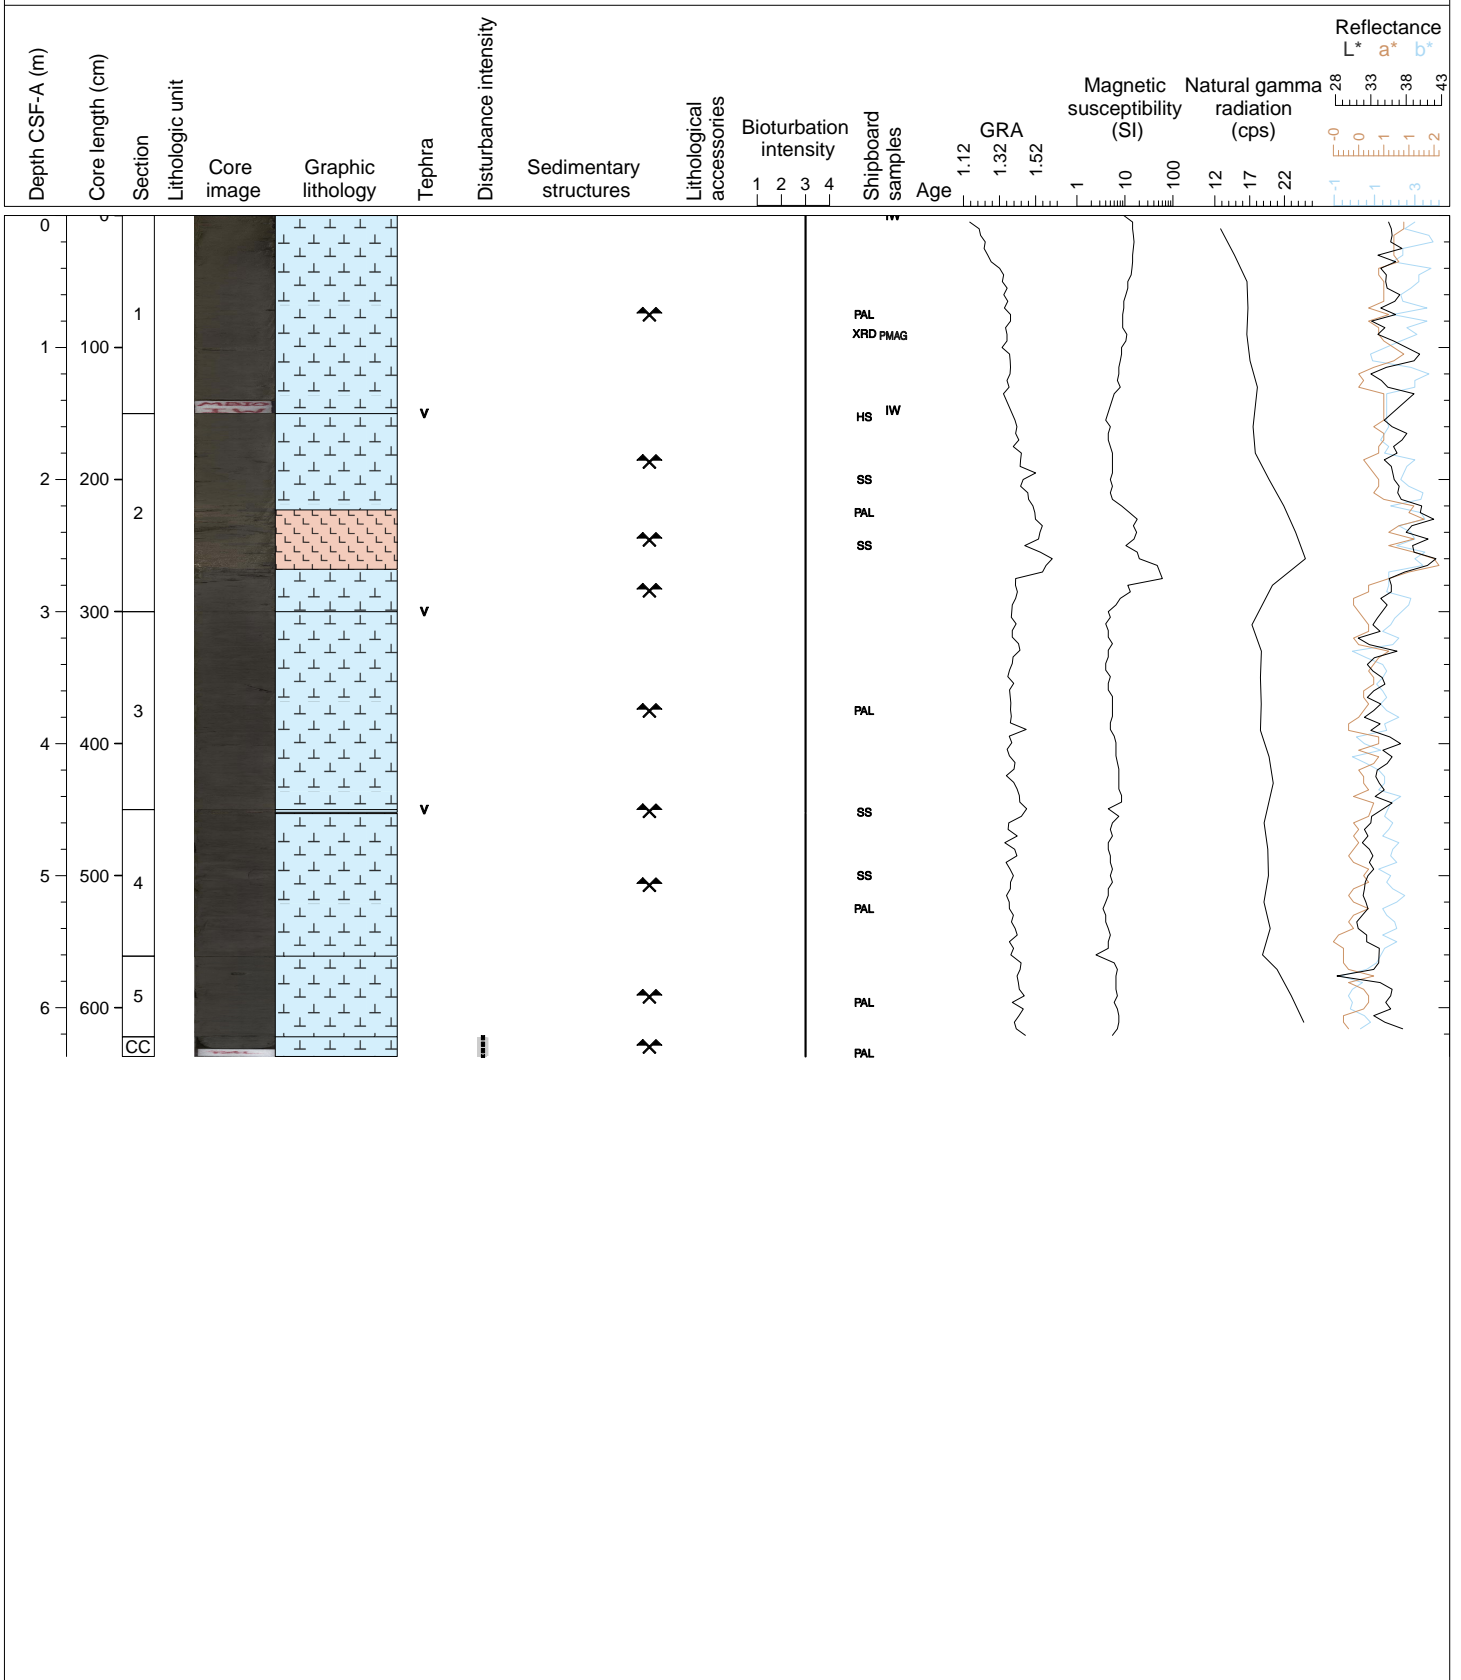 Depth CSF-A (m)
Core length (cm)
Section
Lithologic unit
Core
image
Graphic
lithology
Tephra
Disturbance intensity
Sedimentary
structures
Lithological
accessories
Bioturbation
intensity
1 2 3 4
Shipboard
samples
Age
GRA
1.12 1.32 1.52
Magnetic
susceptibility
(SI)
1 10 100
Natural gamma
radiation
(cps)
12 17 22
Reflectance
L* a* b*
28 33 38 43
-0 0 1 1 2
-1 1 3
0 0
IW
1
PAL
XRD PMAG
1 100
V
HS IW
2 200
SS
2
PAL
SS
3 300
V
3
PAL
4 400
V
SS
5 500
4
SS
PAL
5
PAL
6 600
CC
PAL